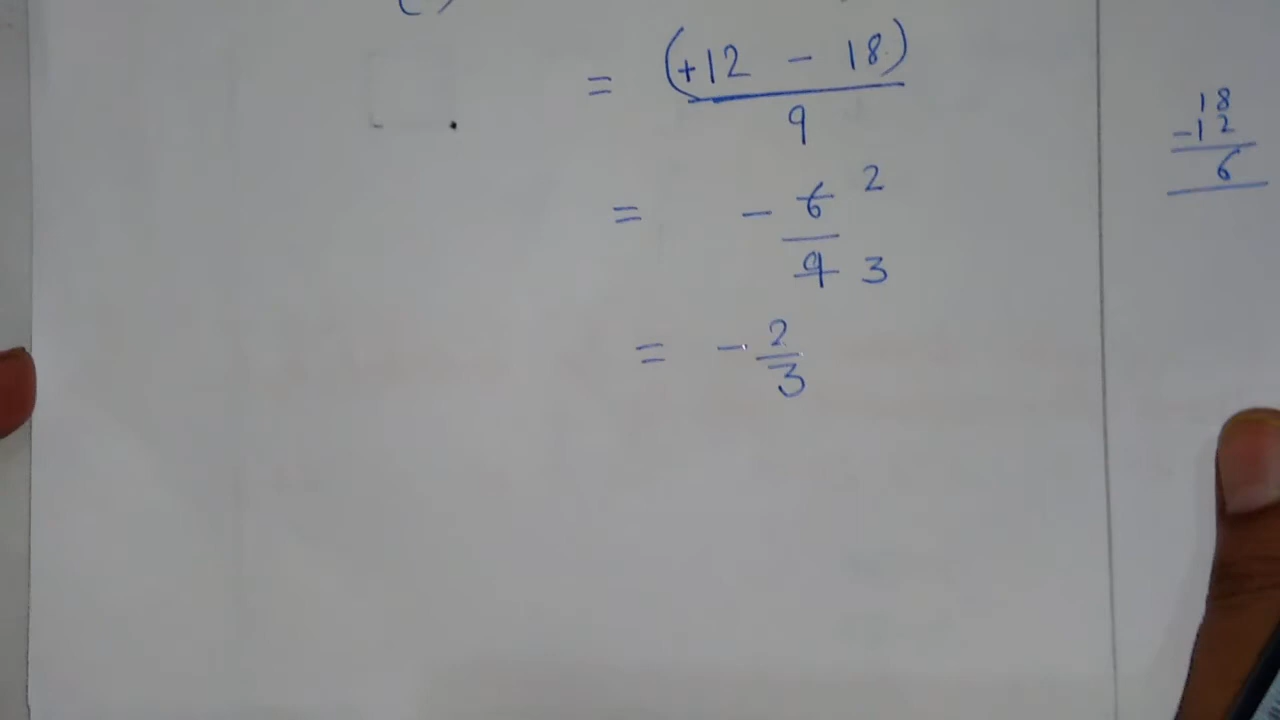 = (+12 - 18)
9
= - 6 2
9 3
= - 2
3
18
-12
6